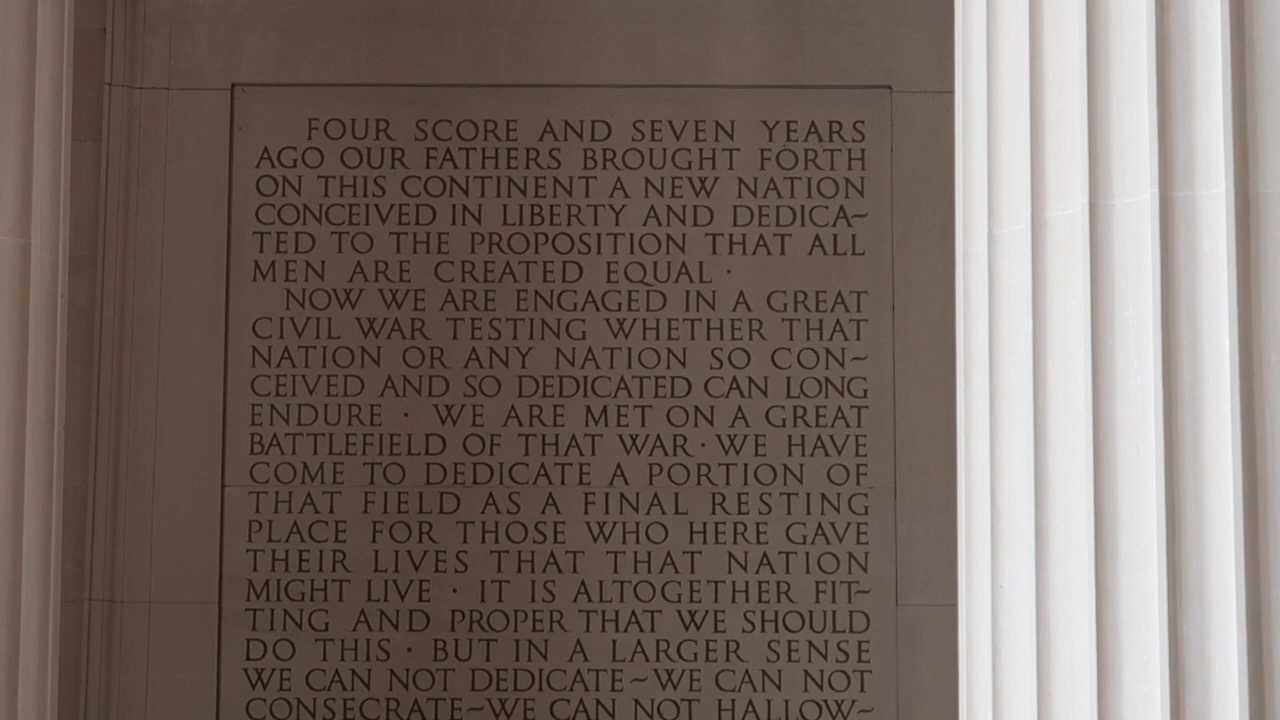 FOUR SCORE AND SEVEN YEARS
AGO OUR FATHERS BROUGHT FORTH
ON THIS CONTINENT A NEW NATION
CONCEIVED IN LIBERTY AND DEDICA~
TED TO THE PROPOSITION THAT ALL
MEN ARE CREATED EQUAL ·
NOW WE ARE ENGAGED IN A GREAT
CIVIL WAR TESTING WHETHER THAT
NATION OR ANY NATION SO CON~
CEIVED AND SO DEDICATED CAN LONG
ENDURE · WE ARE MET ON A GREAT
BATTLEFIELD OF THAT WAR · WE HAVE
COME TO DEDICATE A PORTION OF
THAT FIELD AS A FINAL RESTING
PLACE FOR THOSE WHO HERE GAVE
THEIR LIVES THAT THAT NATION
MIGHT LIVE · IT IS ALTOGETHER FIT~
TING AND PROPER THAT WE SHOULD
DO THIS · BUT IN A LARGER SENSE
WE CAN NOT DEDICATE~WE CAN NOT
CONSECRATE~WE CAN NOT HALLOW~